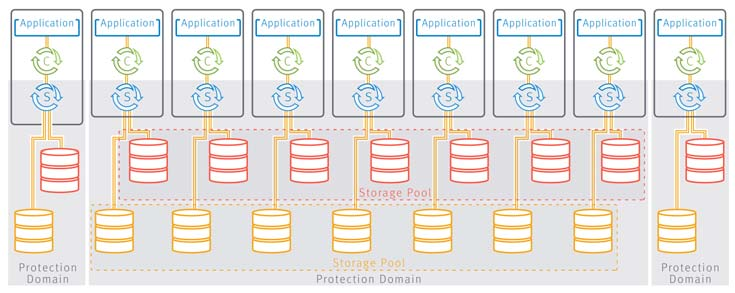 Application Application Application Application Application Application Application Application Application
C C C C C C C C C
S S S S S S S S S
Storage Pool
Storage Pool
Protection Domain
Protection Domain
Protection
Domain